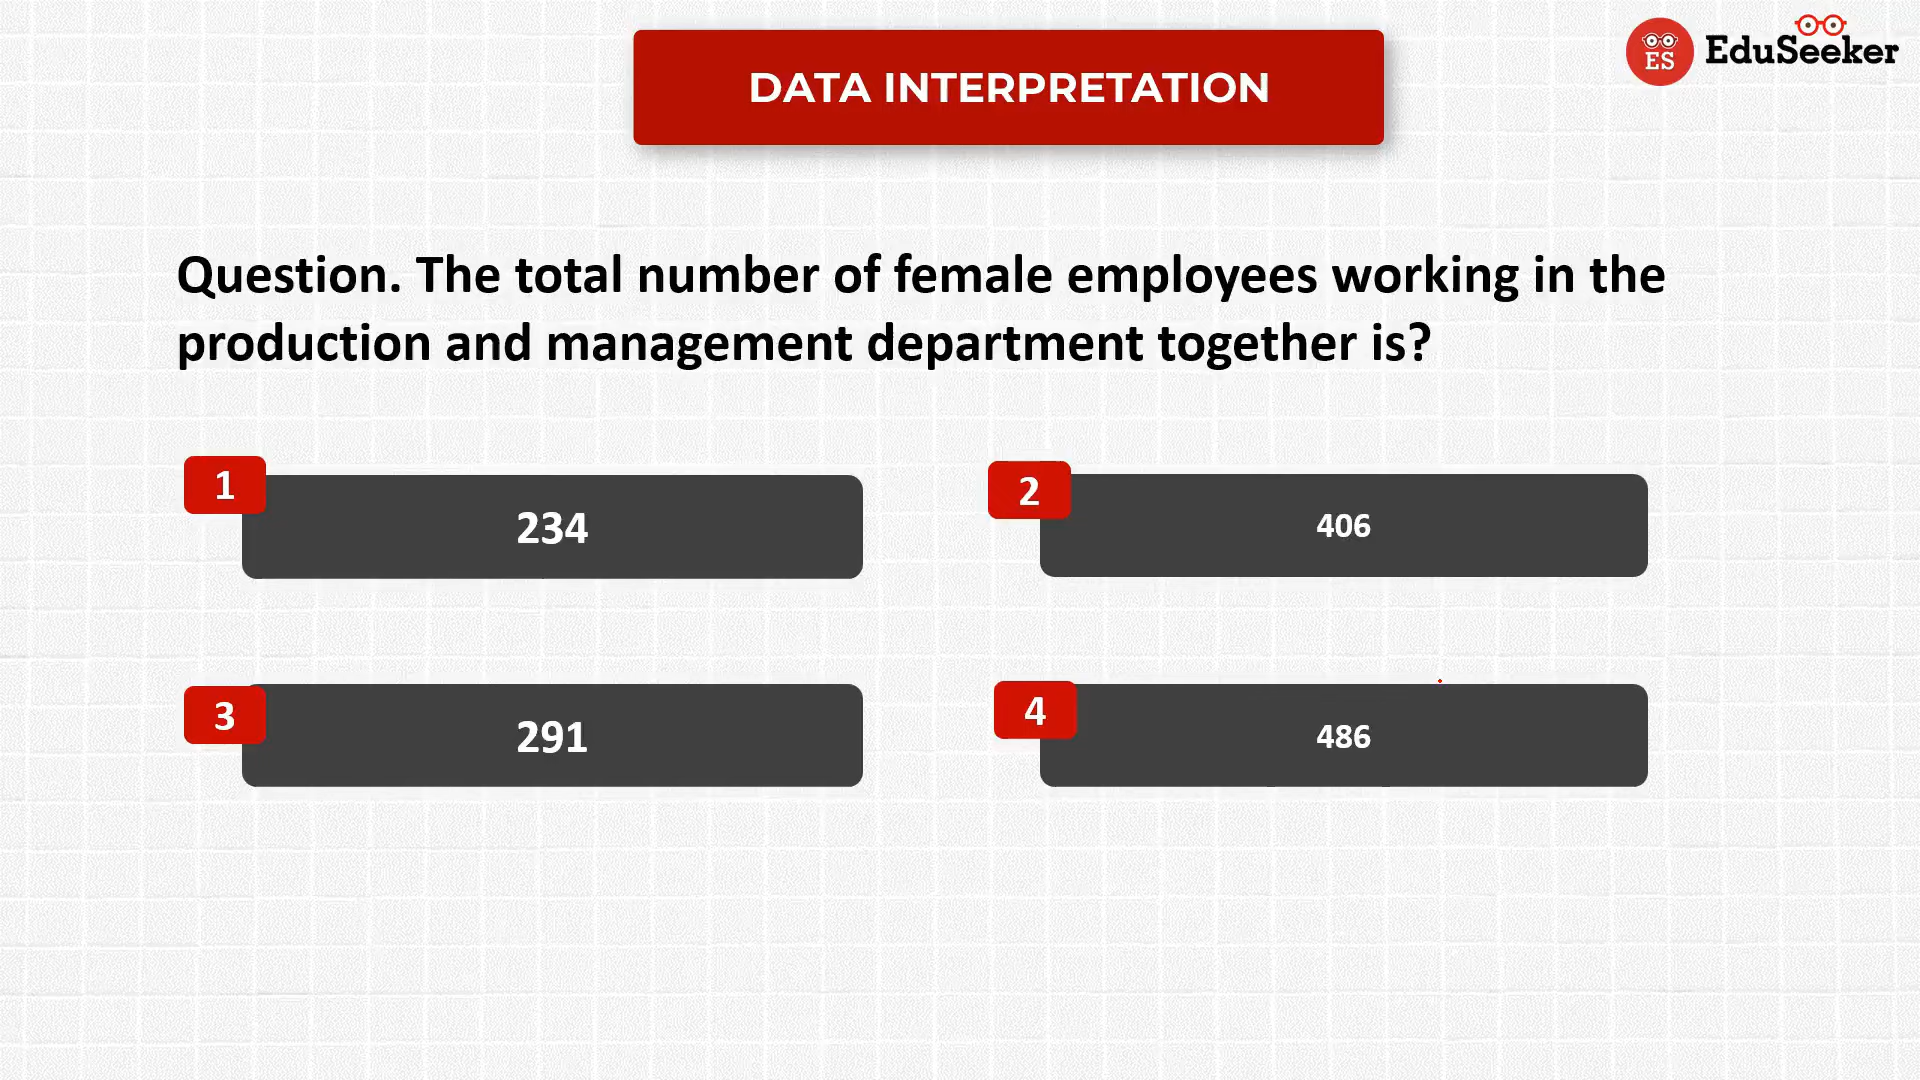 DATA INTERPRETATION
ES EduSeeker
Question. The total number of female employees working in the
production and management department together is?
1
234
2
406
3
291
4
486